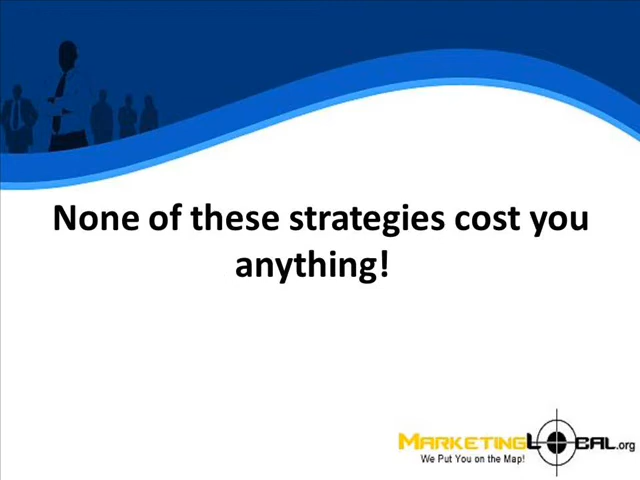 None of these strategies cost you
anything!
MARKETINGLOCAL.org
We Put You on the Map!